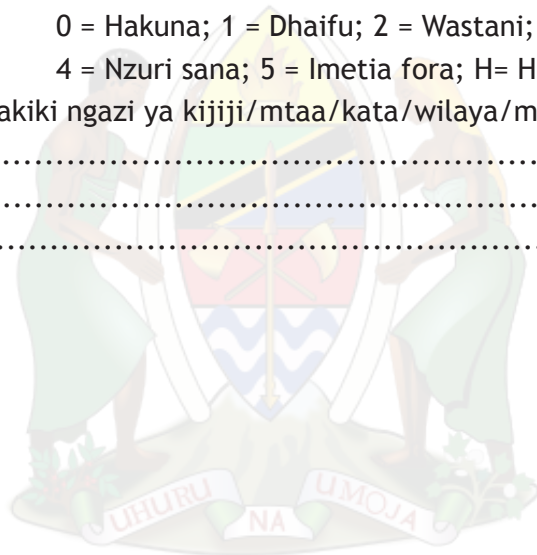 0 = Hakuna; 1 = Dhaifu; 2 = Wastani;
4 = Nzuri sana; 5 = Imetia fora; H= H
akiki ngazi ya kijiji/mtaa/kata/wilaya/m
................................................
................................................
................................................
UHURU NA UMOJA